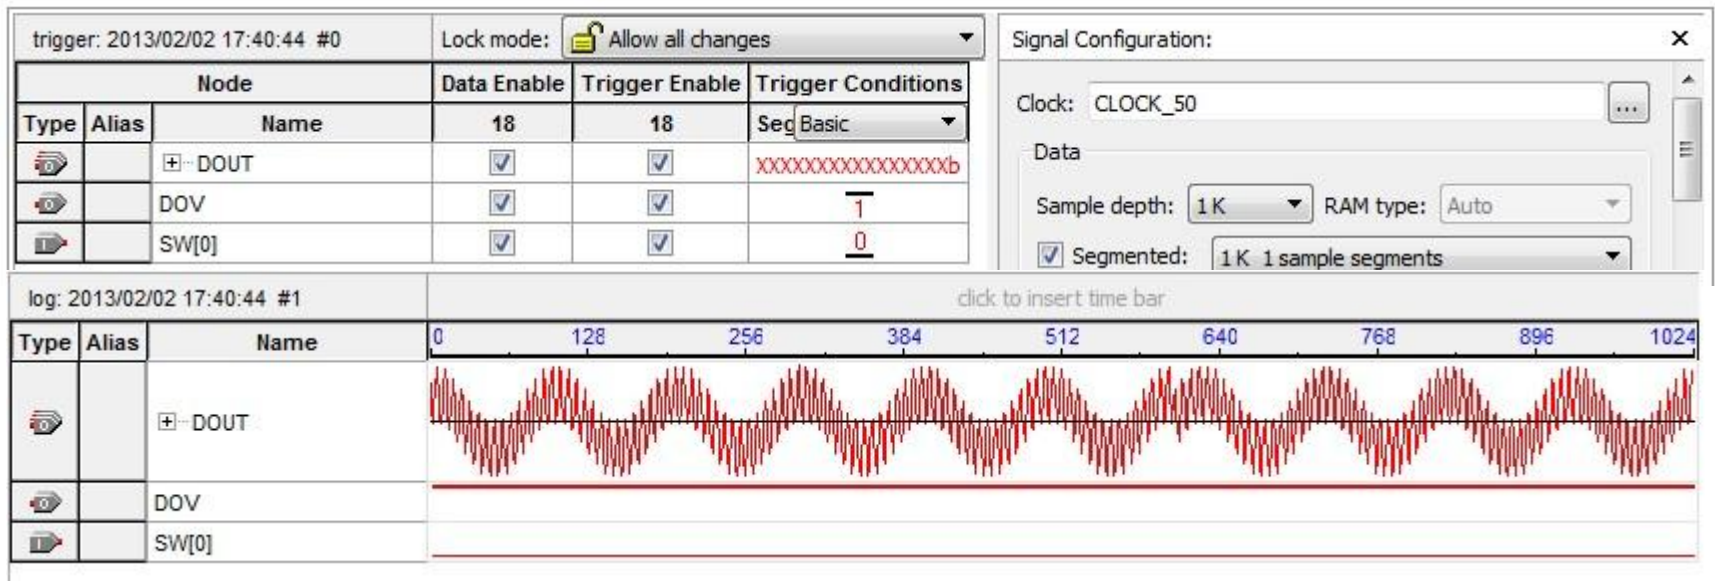 trigger: 2013/02/02 17:40:44 #0 Lock mode: Allow all changes Signal Configuration:
Node Data Enable Trigger Enable Trigger Conditions
Clock: CLOCK_50 ...
Type Alias Name 18 18 Seg Basic
Data
DOUT XXXXXXXXXXXXXXXXb
DOV 1
Sample depth: 1 K RAM type: Auto
SW[0] 0
Segmented: 1 K 1 sample segments
log: 2013/02/02 17:40:44 #1 click to insert time bar
Type Alias Name 0 128 256 384 512 640 768 896 1024
DOUT
DOV
SW[0]